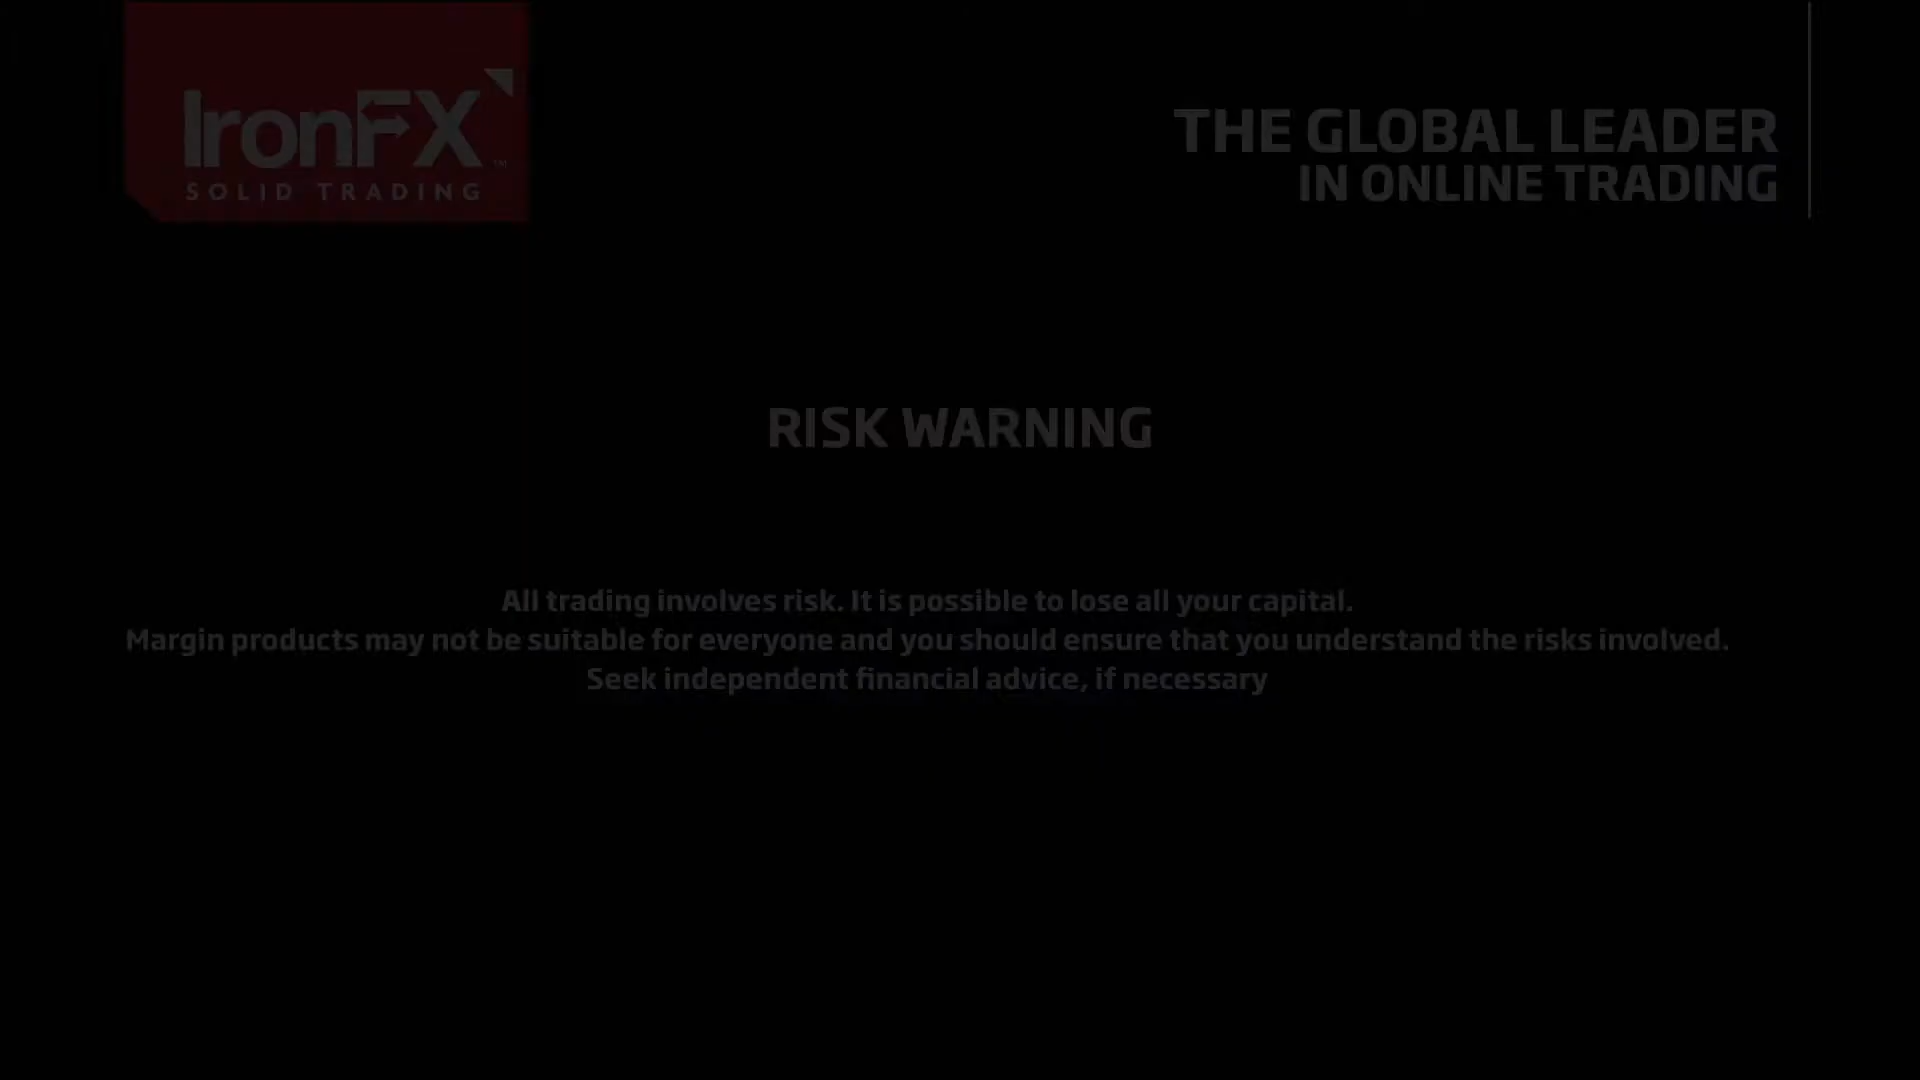 IronFX
™
SOLID TRADING
THE GLOBAL LEADER
IN ONLINE TRADING
RISK WARNING
All trading involves risk. It is possible to lose all your capital.
Margin products may not be suitable for everyone and you should ensure that you understand the risks involved.
Seek independent financial advice, if necessary